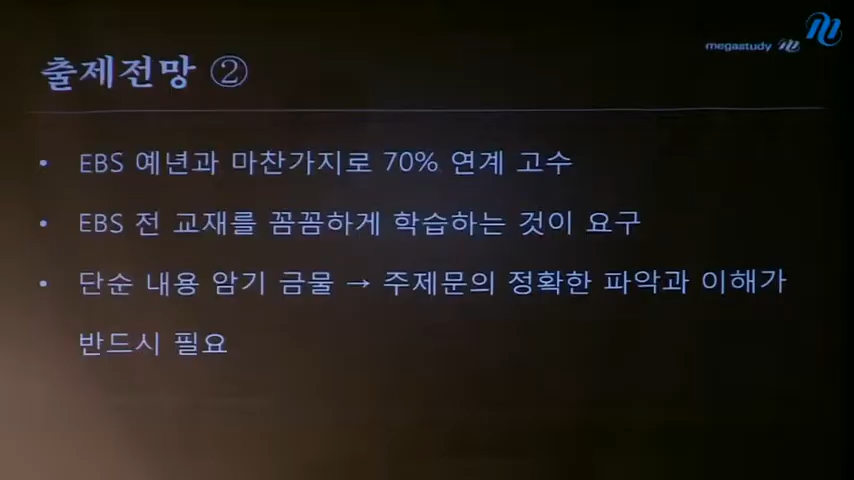 megastudy
출제전망 ②
• EBS 예년과 마찬가지로 70% 연계 고수
• EBS 전 교재를 꼼꼼하게 학습하는 것이 요구
• 단순 내용 암기 금물 → 주제문의 정확한 파악과 이해가
반드시 필요